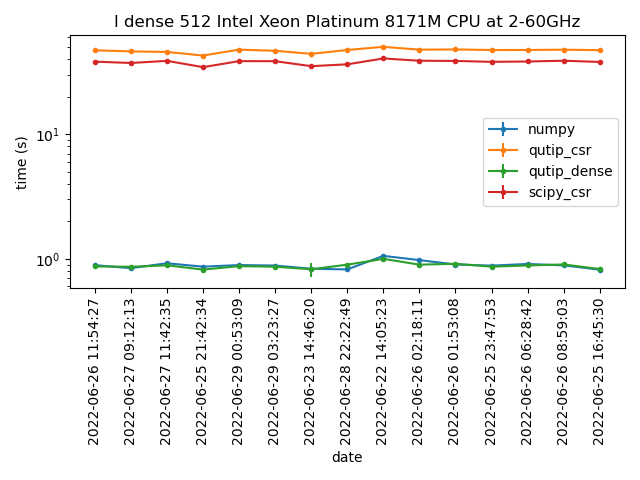 I dense 512 Intel Xeon Platinum 8171M CPU at 2-60GHz
time (s)
10^1
10^0
numpy
qutip_csr
qutip_dense
scipy_csr
2022-06-26 11:54:27
2022-06-27 09:12:13
2022-06-27 11:42:35
2022-06-25 21:42:34
2022-06-29 00:53:09
2022-06-29 03:23:27
2022-06-23 14:46:20
2022-06-28 22:22:49
2022-06-22 14:05:23
2022-06-26 02:18:11
2022-06-26 01:53:08
2022-06-25 23:47:53
2022-06-26 06:28:42
2022-06-26 08:59:03
2022-06-25 16:45:30
date